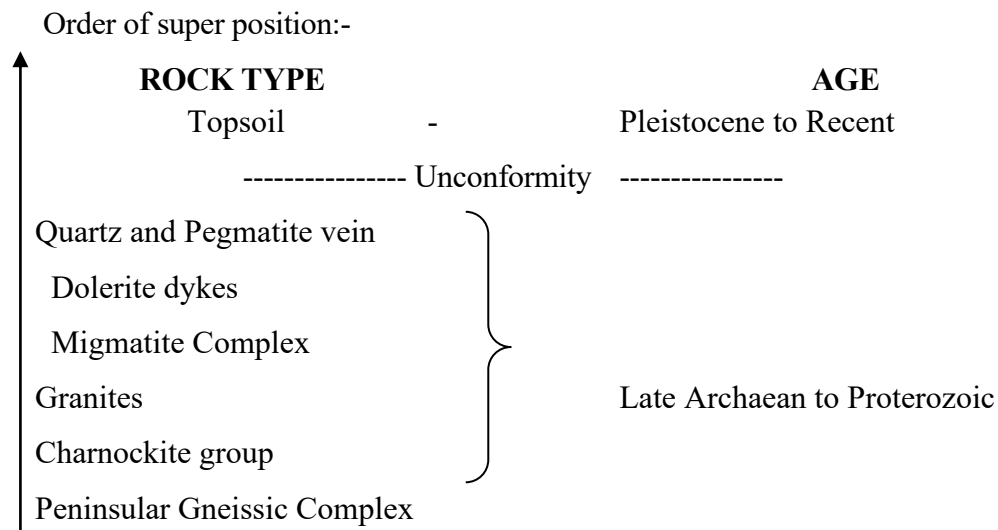 Order of super position:-
ROCK TYPE AGE
Topsoil - Pleistocene to Recent
---------------- Unconformity ----------------
Quartz and Pegmatite vein
Dolerite dykes
Migmatite Complex
Granites Late Archaean to Proterozoic
Charnockite group
Peninsular Gneissic Complex